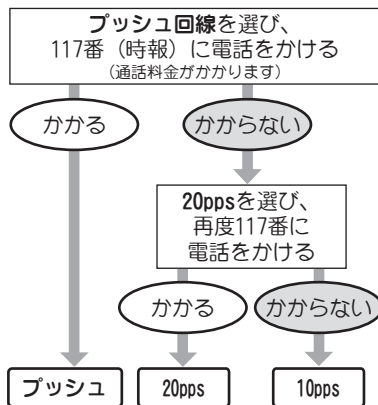 プッシュ回線を選び、
117番（時報）に電話をかける
（通話料金がかかります）
かかる
かからない
20ppsを選び、
再度117番に
電話をかける
かかる
かからない
プッシュ
20pps
10pps